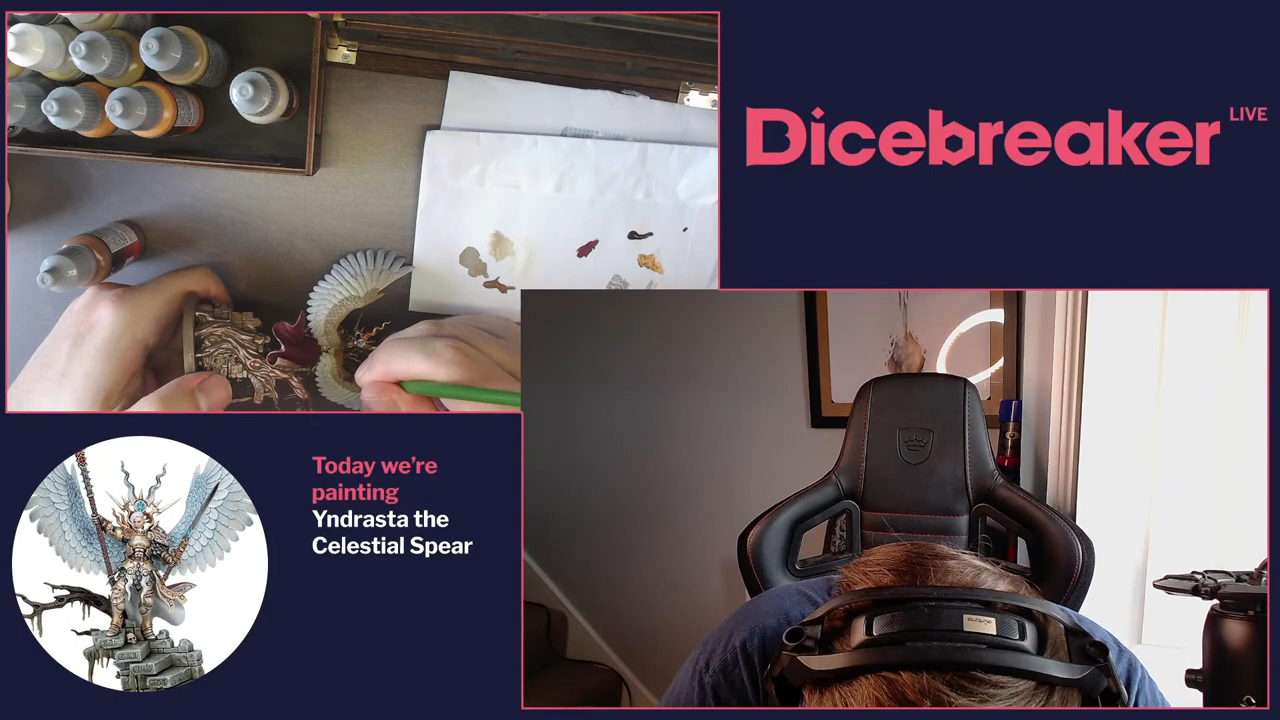 Dicebreaker LIVE
Today we're
painting
Yndrasta the
Celestial Spear